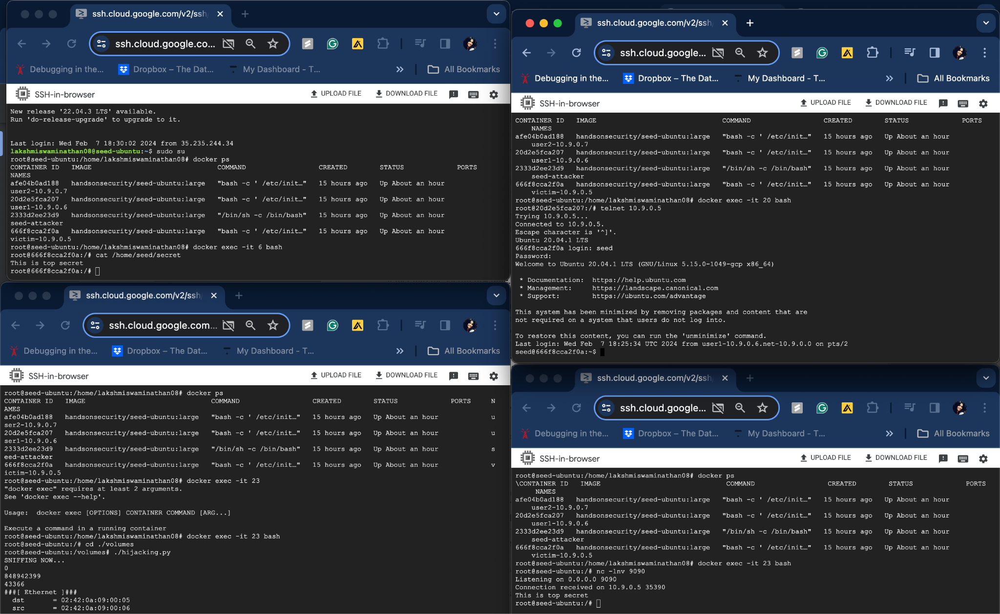 ssh.cloud.google.com/v2/ssh
ssh.cloud.google.co...
Debugging in the... Dropbox – The Dat... My Dashboard - T... » All Bookmarks
SSH-in-browser UPLOAD FILE DOWNLOAD FILE
New release '22.04.3 LTS' available.
Run 'do-release-upgrade' to upgrade to it.
Last login: Wed Feb  7 18:30:02 2024 from 35.235.244.34
lakshmiswaminathan08@seed-ubuntu:~$ sudo su
root@seed-ubuntu:/home/lakshmiswaminathan08# docker ps
CONTAINER ID   IMAGE   COMMAND   CREATED   STATUS   PORTS
NAMES
afe04b0ad188   handsonsecurity/seed-ubuntu:large   "bash -c ' /etc/init…"   15 hours ago   Up About an hour
user2-10.9.0.7
20d2e5fca207   handsonsecurity/seed-ubuntu:large   "bash -c ' /etc/init…"   15 hours ago   Up About an hour
user1-10.9.0.6
2333d2ee23d9   handsonsecurity/seed-ubuntu:large   "/bin/sh -c /bin/bash"   15 hours ago   Up About an hour
seed-attacker
666f8cca2f0a   handsonsecurity/seed-ubuntu:large   "bash -c ' /etc/init…"   15 hours ago   Up About an hour
victim-10.9.0.5
root@seed-ubuntu:/home/lakshmiswaminathan08# docker exec -it 6 bash
root@666f8cca2f0a:/# cat /home/seed/secret
This is top secret
root@666f8cca2f0a:/#
ssh.cloud.google.com/v2/ssh
ssh.cloud.google...
Debugging in the... Dropbox – The Dat... My Dashboard - T... » All Bookmarks
SSH-in-browser UPLOAD FILE DOWNLOAD FILE
CONTAINER ID   IMAGE   COMMAND   CREATED   STATUS   PORTS
NAMES
afe04b0ad188   handsonsecurity/seed-ubuntu:large   "bash -c ' /etc/init…"   15 hours ago   Up About an hour
user2-10.9.0.7
20d2e5fca207   handsonsecurity/seed-ubuntu:large   "bash -c ' /etc/init…"   15 hours ago   Up About an hour
user1-10.9.0.6
2333d2ee23d9   handsonsecurity/seed-ubuntu:large   "/bin/sh -c /bin/bash"   15 hours ago   Up About an hour
seed-attacker
666f8cca2f0a   handsonsecurity/seed-ubuntu:large   "bash -c ' /etc/init…"   15 hours ago   Up About an hour
victim-10.9.0.5
root@seed-ubuntu:/home/lakshmiswaminathan08# docker exec -it 20 bash
root@20d2e5fca207:/# telnet 10.9.0.5
Trying 10.9.0.5...
Connected to 10.9.0.5.
Escape character is '^]'.
Ubuntu 20.04.1 LTS
666f8cca2f0a login: seed
Password:
Welcome to Ubuntu 20.04.1 LTS (GNU/Linux 5.15.0-1049-gcp x86_64)
* Documentation:  https://help.ubuntu.com
* Management:     https://landscape.canonical.com
* Support:        https://ubuntu.com/advantage
This system has been minimized by removing packages and content that are
not required on a system that users do not log into.
To restore this content, you can run the 'unminimize' command.
Last login: Wed Feb  7 18:25:34 UTC 2024 from user1-10.9.0.6.net-10.9.0.0 on pts/2
seed@666f8cca2f0a:~$
ssh.cloud.google.com/v2/ssh
ssh.cloud.google.com...
Debugging in the... Dropbox – The Dat... My Dashboard - T... » All Bookmarks
SSH-in-browser UPLOAD FILE DOWNLOAD FILE
root@seed-ubuntu:/home/lakshmiswaminathan08# docker ps
CONTAINER ID   IMAGE   COMMAND   CREATED   STATUS   PORTS   N
AMES
afe04b0ad188   handsonsecurity/seed-ubuntu:large   "bash -c ' /etc/init…"   15 hours ago   Up About an hour   u
ser2-10.9.0.7
20d2e5fca207   handsonsecurity/seed-ubuntu:large   "bash -c ' /etc/init…"   15 hours ago   Up About an hour   u
ser1-10.9.0.6
2333d2ee23d9   handsonsecurity/seed-ubuntu:large   "/bin/sh -c /bin/bash"   15 hours ago   Up About an hour   s
eed-attacker
666f8cca2f0a   handsonsecurity/seed-ubuntu:large   "bash -c ' /etc/init…"   15 hours ago   Up About an hour   v
ictim-10.9.0.5
root@seed-ubuntu:/home/lakshmiswaminathan08# docker exec -it 23
"docker exec" requires at least 2 arguments.
See 'docker exec --help'.
Usage:  docker exec [OPTIONS] CONTAINER COMMAND [ARG...]
Execute a command in a running container
root@seed-ubuntu:/home/lakshmiswaminathan08# docker exec -it 23 bash
root@seed-ubuntu:/# cd ./volumes
root@seed-ubuntu:/volumes# ./hijacking.py
SNIFFING NOW...
0
848942399
43366
###[ Ethernet ]###
dst       = 02:42:0a:09:00:05
src       = 02:42:0a:09:00:06
ssh.cloud.google.com/v2/ssh
ssh.cloud.google...
Debugging in the... Dropbox – The Dat... My Dashboard - T... » All Bookmarks
SSH-in-browser UPLOAD FILE DOWNLOAD FILE
root@seed-ubuntu:/home/lakshmiswaminathan08# docker ps
\CONTAINER ID   IMAGE   COMMAND   CREATED   STATUS   PORTS
NAMES
afe04b0ad188   handsonsecurity/seed-ubuntu:large   "bash -c ' /etc/init…"   15 hours ago   Up About an hour
user2-10.9.0.7
20d2e5fca207   handsonsecurity/seed-ubuntu:large   "bash -c ' /etc/init…"   15 hours ago   Up About an hour
user1-10.9.0.6
2333d2ee23d9   handsonsecurity/seed-ubuntu:large   "/bin/sh -c /bin/bash"   15 hours ago   Up About an hour
seed-attacker
666f8cca2f0a   handsonsecurity/seed-ubuntu:large   "bash -c ' /etc/init…"   15 hours ago   Up About an hour
victim-10.9.0.5
root@seed-ubuntu:/home/lakshmiswaminathan08# docker exec -it 23 bash
root@seed-ubuntu:/# nc -lnv 9090
Listening on 0.0.0.0 9090
Connection received on 10.9.0.5 35390
This is top secret
root@seed-ubuntu:/#